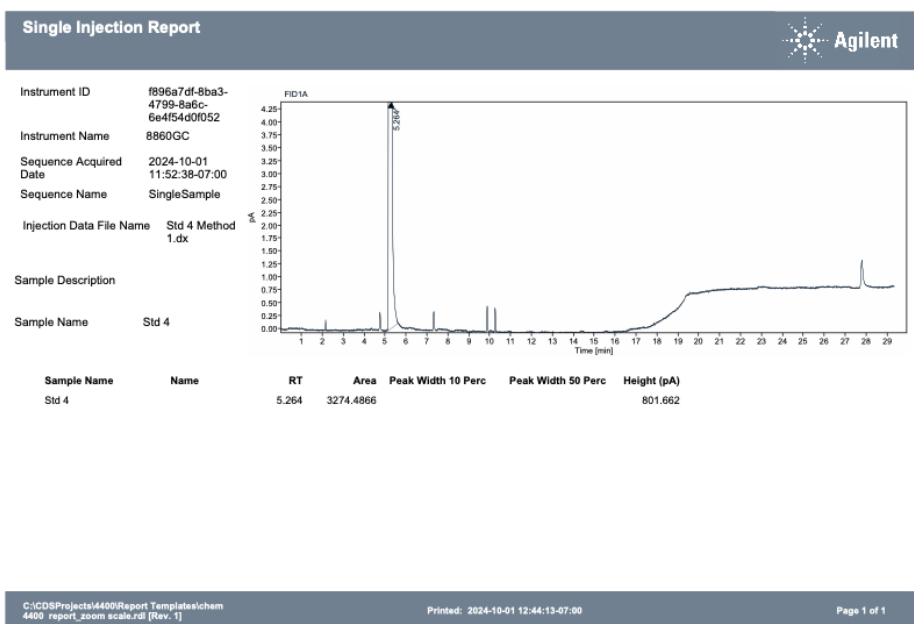 Single Injection Report
Agilent
Instrument ID f896a7df-8ba3-
4799-8a6c-
6e4f54d0f052
Instrument Name 8860GC
Sequence Acquired 2024-10-01
Date 11:52:38-07:00
Sequence Name SingleSample
Injection Data File Name Std 4 Method
1.dx
Sample Description
Sample Name Std 4
FID1A
5.264
pA
4.25
4.00
3.75
3.50
3.25
3.00
2.75
2.50
2.25
2.00
1.75
1.50
1.25
1.00
0.75
0.50
0.25
0.00
1 2 3 4 5 6 7 8 9 10 11 12 13 14 15 16 17 18 19 20 21 22 23 24 25 26 27 28 29
Time [min]
Sample Name Name RT Area Peak Width 10 Perc Peak Width 50 Perc Height (pA)
Std 4 5.264 3274.4866 801.662
C:\CDSProjects\4400\Report Templates\chem
4400 report_zoom scale.rdl [Rev. 1]
Printed: 2024-10-01 12:44:13-07:00
Page 1 of 1